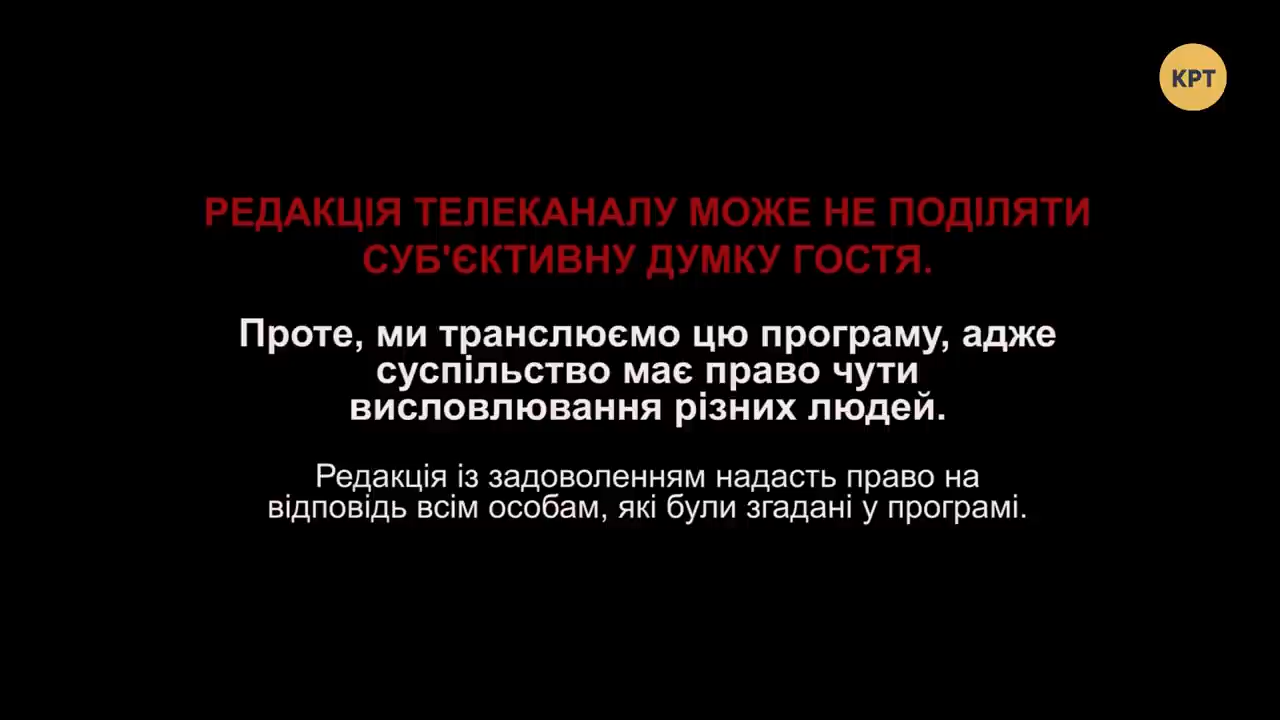 КРТ
РЕДАКЦІЯ ТЕЛЕКАНАЛУ МОЖЕ НЕ ПОДІЛЯТИ
СУБ'ЄКТИВНУ ДУМКУ ГОСТЯ.
Проте, ми транслюємо цю програму, адже
суспільство має право чути
висловлювання різних людей.
Редакція із задоволенням надасть право на
відповідь всім особам, які були згадані у програмі.